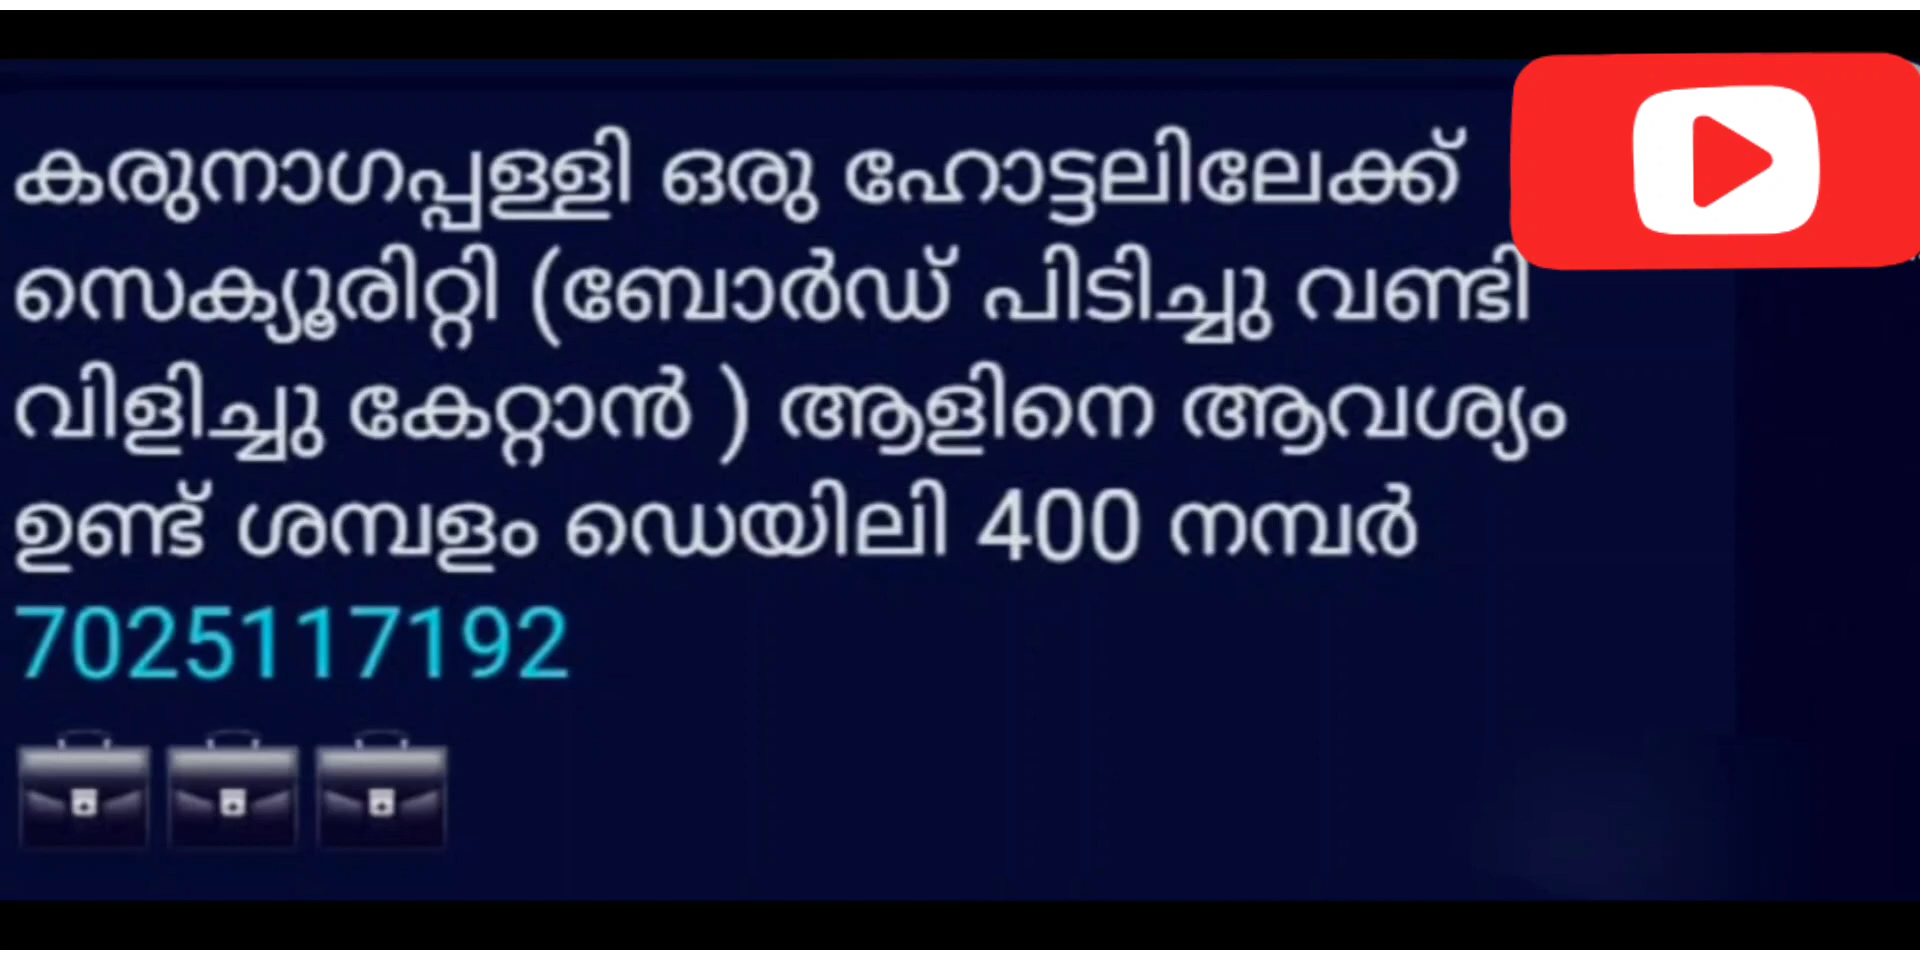 കരുനാഗപ്പള്ളി ഒരു ഹോട്ടലിലേക്ക്
സെക്യൂരിറ്റി (ബോർഡ് പിടിച്ചു വണ്ടി
വിളിച്ചു കേറ്റാൻ ) ആളിനെ ആവശ്യം
ഉണ്ട് ശമ്പളം ഡെയിലി 400 നമ്പർ
7025117192